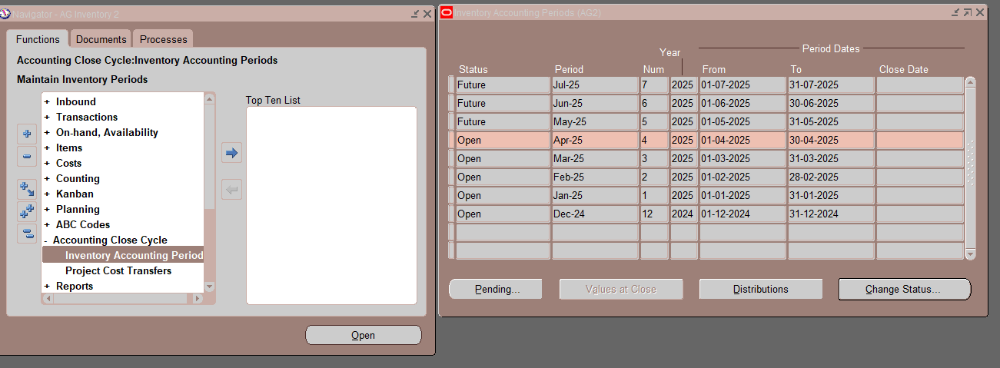 Navigator - AG Inventory 2
Functions
Documents
Processes
Accounting Close Cycle:Inventory Accounting Periods
Maintain Inventory Periods
+ Inbound
+ Transactions
+ On-hand, Availability
+ Items
+ Costs
+ Counting
+ Kanban
+ Planning
+ ABC Codes
- Accounting Close Cycle
Inventory Accounting Period
Project Cost Transfers
+ Reports
Top Ten List
Open
Inventory Accounting Periods (AG2)
Year
Period Dates
Status Period Num From To Close Date
Future Jul-25 7 2025 01-07-2025 31-07-2025
Future Jun-25 6 2025 01-06-2025 30-06-2025
Future May-25 5 2025 01-05-2025 31-05-2025
Open Apr-25 4 2025 01-04-2025 30-04-2025
Open Mar-25 3 2025 01-03-2025 31-03-2025
Open Feb-25 2 2025 01-02-2025 28-02-2025
Open Jan-25 1 2025 01-01-2025 31-01-2025
Open Dec-24 12 2024 01-12-2024 31-12-2024
Pending...
Values at Close
Distributions
Change Status...